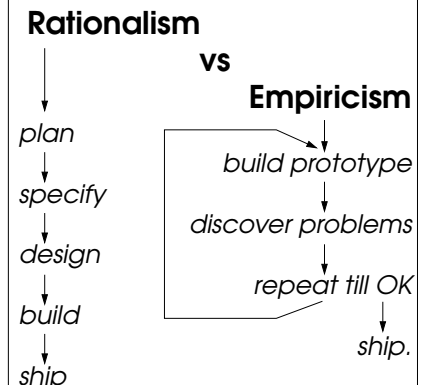 Rationalism
vs
Empiricism
plan
specify
design
build
ship
build prototype
discover problems
repeat till OK
ship.